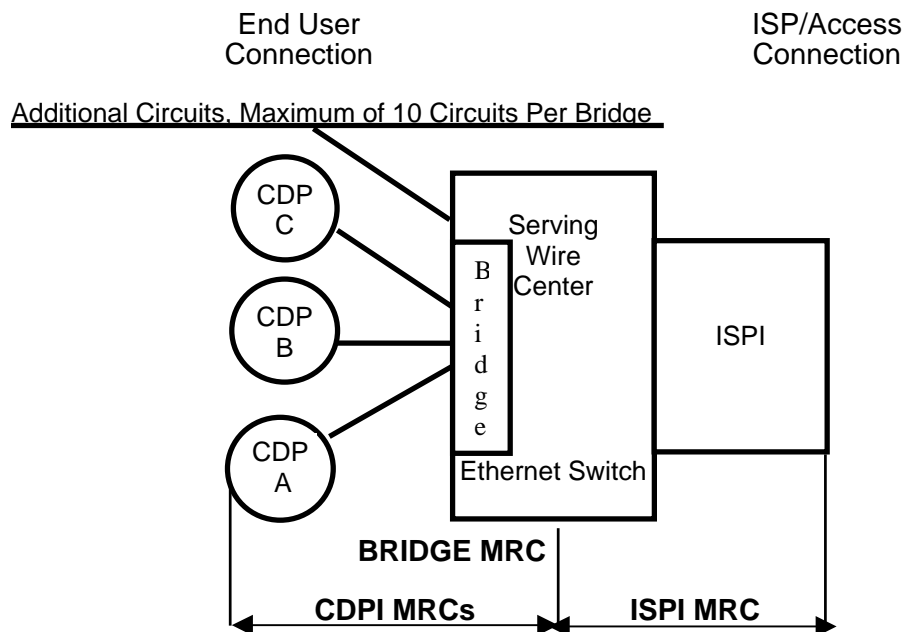 End User
Connection
ISP/Access
Connection
Additional Circuits, Maximum of 10 Circuits Per Bridge
CDP
C
CDP
B
CDP
A
Bridge
Serving
Wire
Center
Ethernet Switch
ISPI
BRIDGE MRC
CDPI MRCs
ISPI MRC